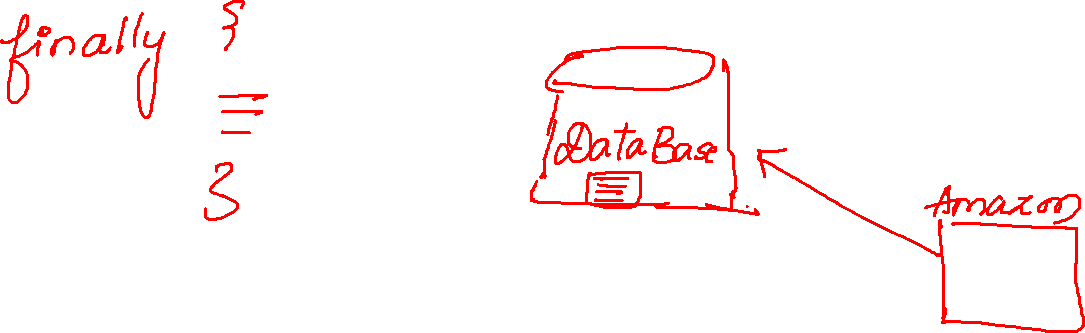 finally {
}
DataBase
Amazon